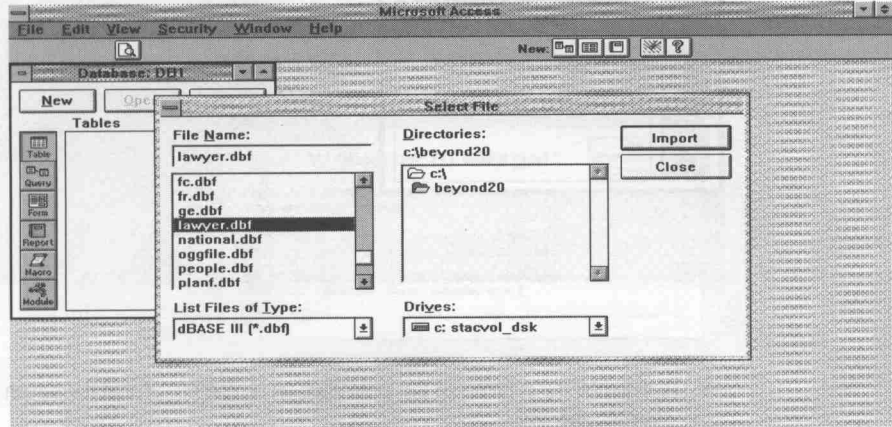 Microsoft Access
File Edit View Security Window Help
New:
Database: DB1
New Open
Tables
Table
Query
Form
Report
Macro
Module
Select File
File Name:
lawyer.dbf
fc.dbf
fr.dbf
ge.dbf
lawyer.dbf
national.dbf
oggfile.dbf
people.dbf
planf.dbf
List Files of Type:
dBASE III (*.dbf)
Directories:
c:\beyond20
c:\
beyond20
Drives:
c: stacvol_dsk
Import
Close